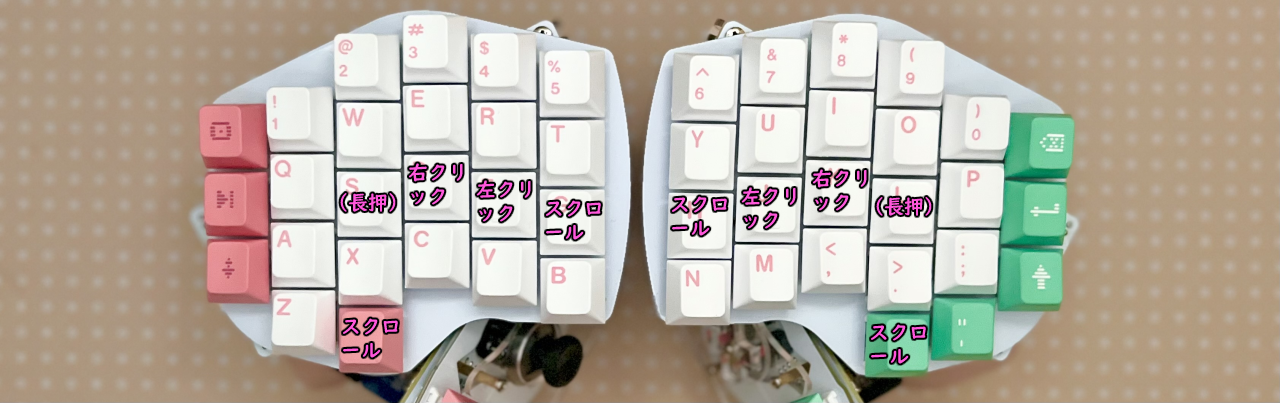 @
2
#
3
$
4
%
5
^
6
&
7
*
8
(
9
!
1
W
E
R
T
Y
U
I
O
)
0
Q
(長押)
右クリ
ック
左クリ
ック
スクロ
ール
スクロ
ール
左クリ
ック
右クリ
ック
(長押)
P
A
X
C
V
B
N
M
<
,
>
.
:
;
Z
スクロ
ール
スクロ
ール